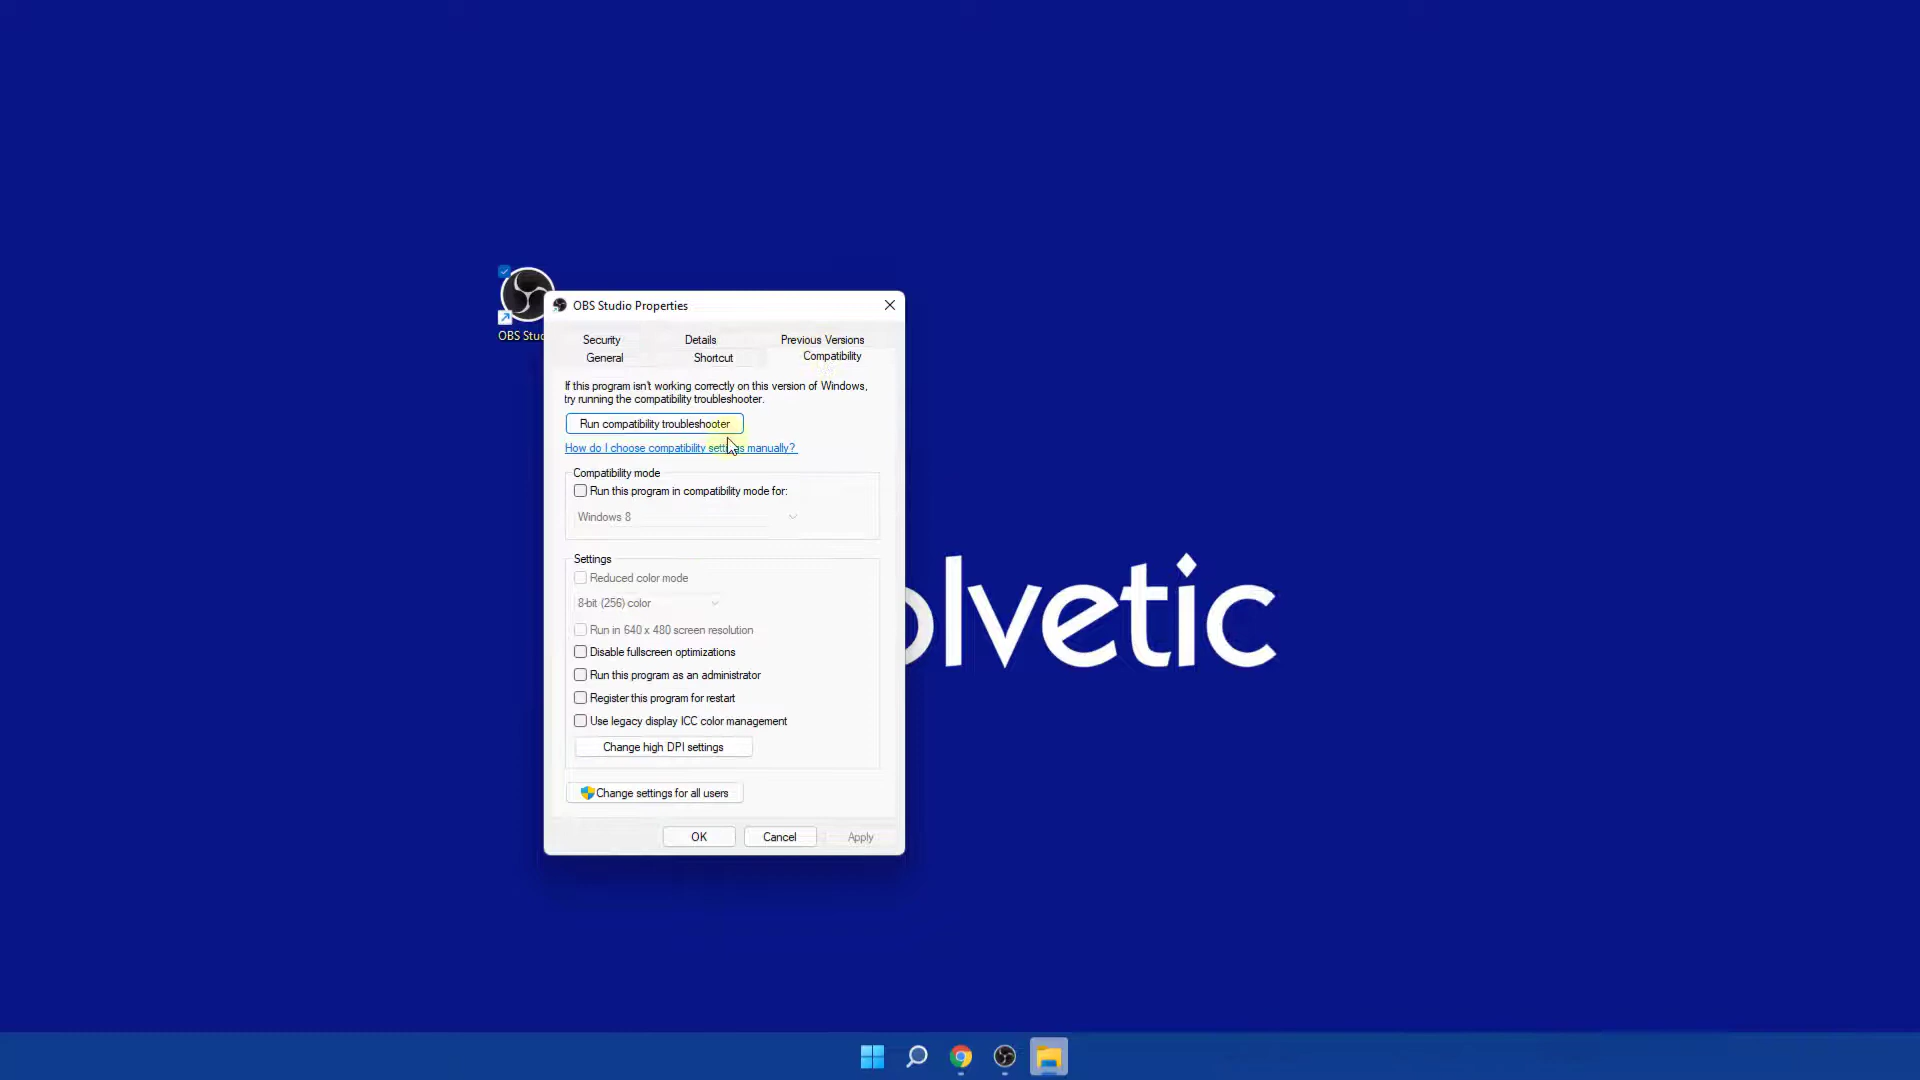 OBS Stud
OBS Studio Properties
Security
Details
Previous Versions
General
Shortcut
Compatibility
If this program isn't working correctly on this version of Windows,
try running the compatibility troubleshooter.
Run compatibility troubleshooter
How do I choose compatibility settings manually?
Compatibility mode
Run this program in compatibility mode for:
Windows 8
Settings
Reduced color mode
8-bit (256) color
Run in 640 x 480 screen resolution
Disable fullscreen optimizations
Run this program as an administrator
Register this program for restart
Use legacy display ICC color management
Change high DPI settings
Change settings for all users
OK
Cancel
Apply
olvetic